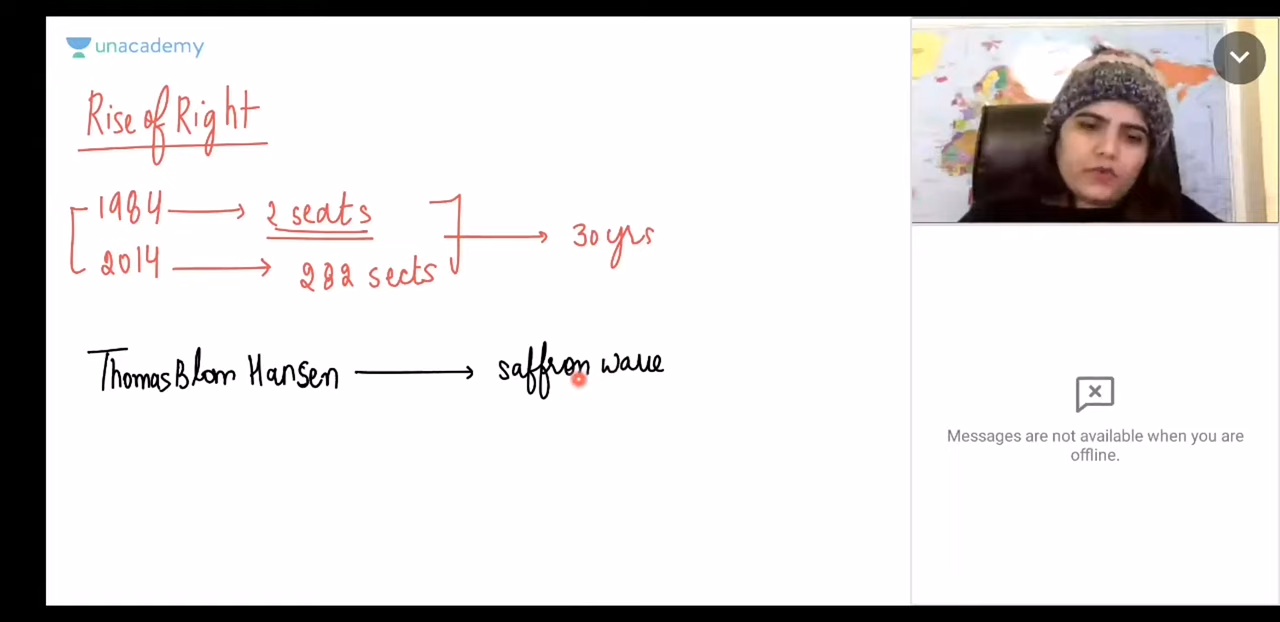 unacademy
Rise of Right
1984 → 2 seats
2014 → 282 seats
→ 30 yrs
Thomas Blom Hansen → saffron wave
Messages are not available when you are
offline.